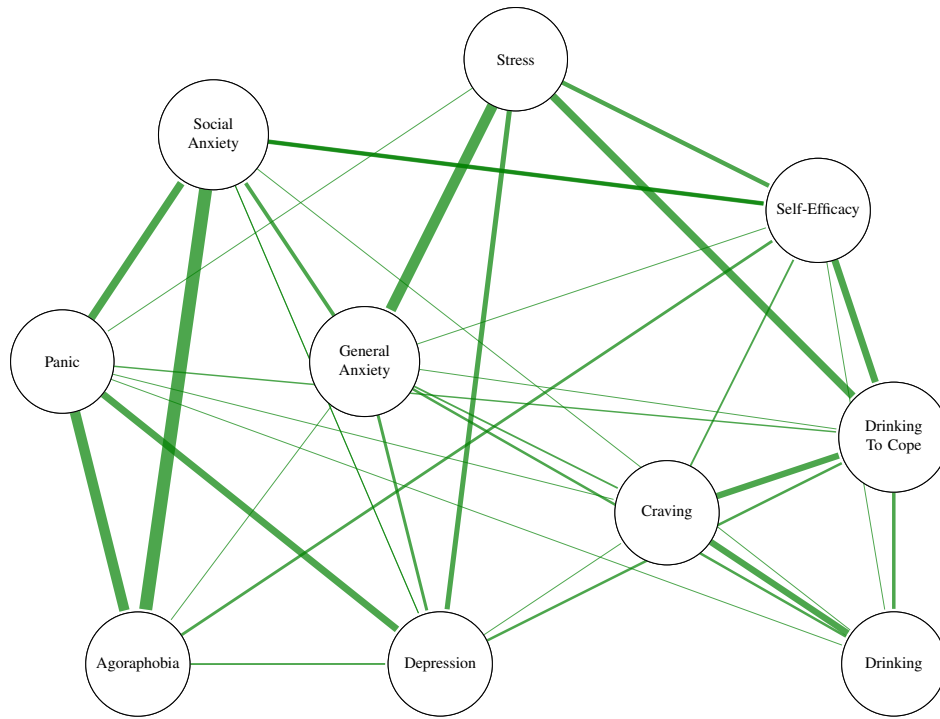 Stress
Social
Anxiety
Self-Efficacy
General
Anxiety
Panic
Drinking
To Cope
Craving
Agoraphobia
Depression
Drinking